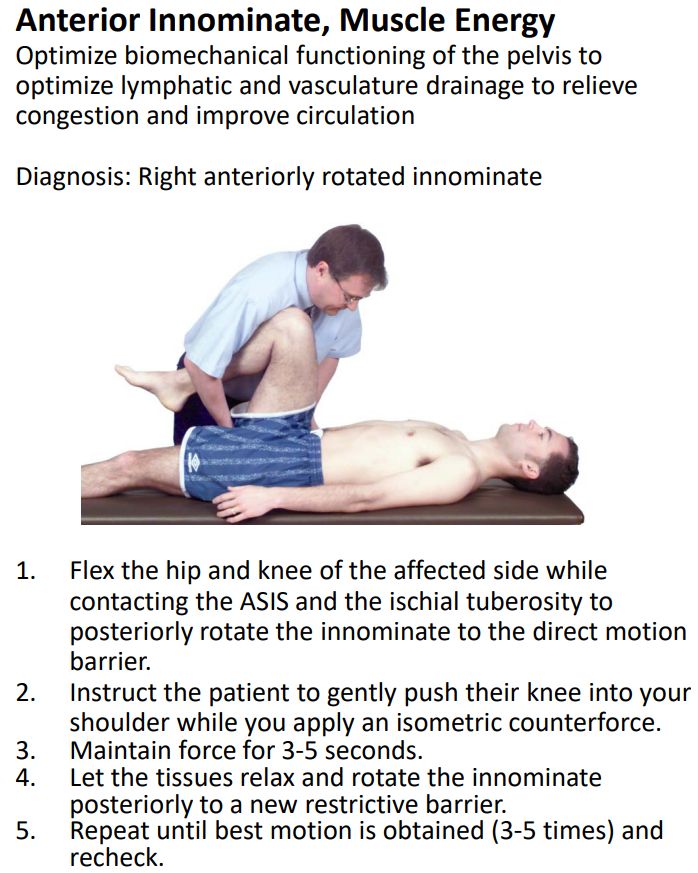 Anterior Innominate, Muscle Energy
Optimize biomechanical functioning of the pelvis to
optimize lymphatic and vasculature drainage to relieve
congestion and improve circulation
Diagnosis: Right anteriorly rotated innominate
1. Flex the hip and knee of the affected side while
contacting the ASIS and the ischial tuberosity to
posteriorly rotate the innominate to the direct motion
barrier.
2. Instruct the patient to gently push their knee into your
shoulder while you apply an isometric counterforce.
3. Maintain force for 3-5 seconds.
4. Let the tissues relax and rotate the innominate
posteriorly to a new restrictive barrier.
5. Repeat until best motion is obtained (3-5 times) and
recheck.